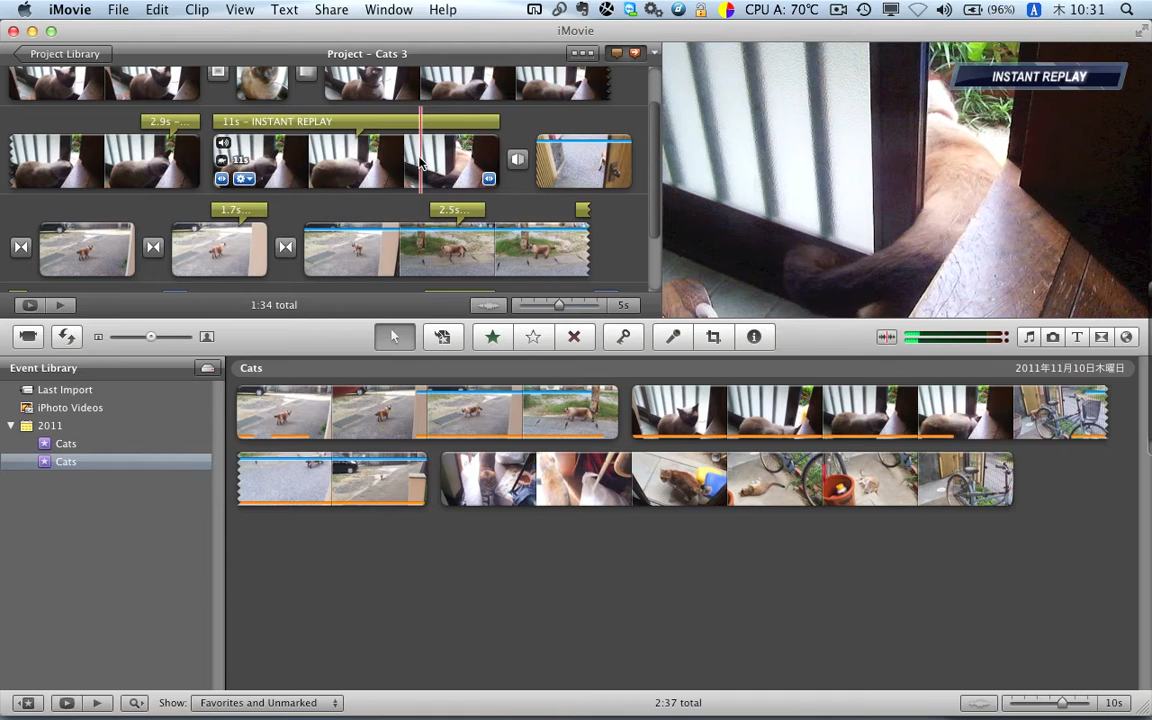 iMovie File Edit Clip View Text Share Window Help CPU A: 70℃ (96%) A 木 10:31
iMovie
Project Library Project – Cats 3
INSTANT REPLAY
2.9s –... 11s – INSTANT REPLAY
11s
1.7s... 2.5s...
1:34 total 5s
Event Library Cats 2011年11月10日木曜日
Last Import
iPhoto Videos
2011
Cats
Cats
Show: Favorites and Unmarked 2:37 total 10s